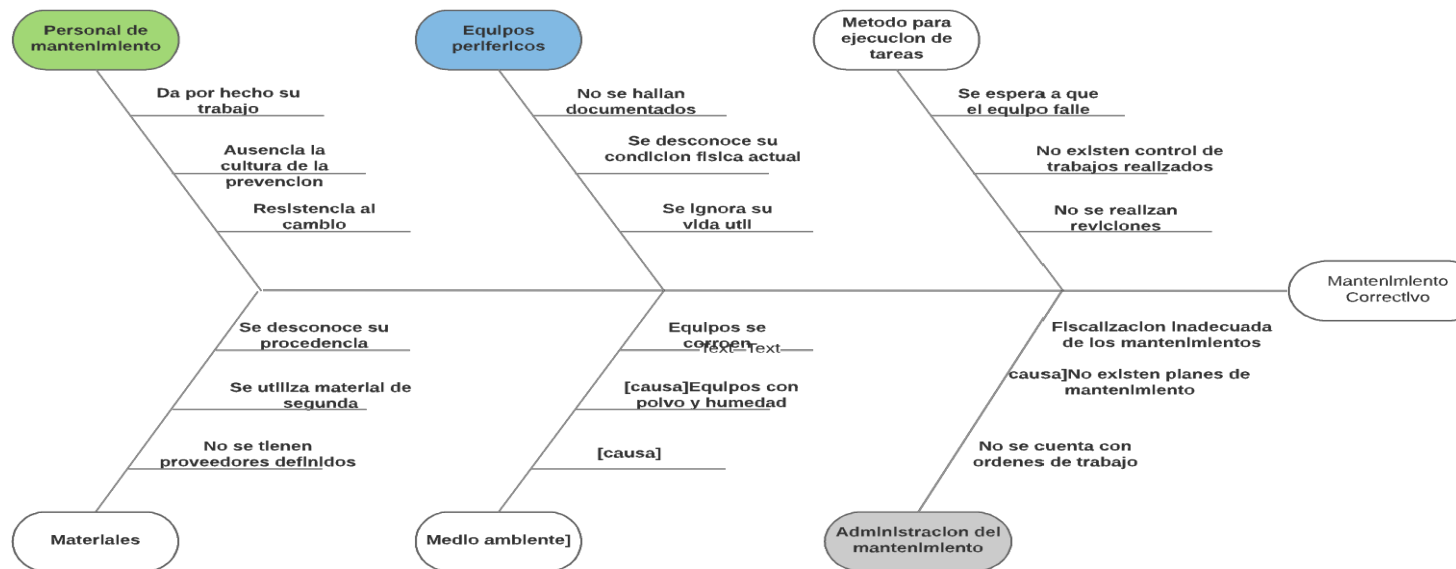 Personal de
mantenimiento
Equipos
perifericos
Metodo para
ejecucion de
tareas
Da por hecho su
trabajo
Ausencia la
cultura de la
prevencion
Resistencia al
cambio
No se hallan
documentados
Se desconoce su
condicion fisica actual
Se ignora su
vida util
Se espera a que
el equipo falle
No existen control de
trabajos realizados
No se realizan
reviciones
Mantenimiento
Correctivo
Se desconoce su
procedencia
Se utiliza material de
segunda
No se tienen
proveedores definidos
Equipos se
corroen
Text Text
[causa]Equipos con
polvo y humedad
[causa]
Fiscalizacion inadecuada
de los mantenimientos
causa]No existen planes de
mantenimiento
No se cuenta con
ordenes de trabajo
Materiales
Medio ambiente]
Administracion del
mantenimiento